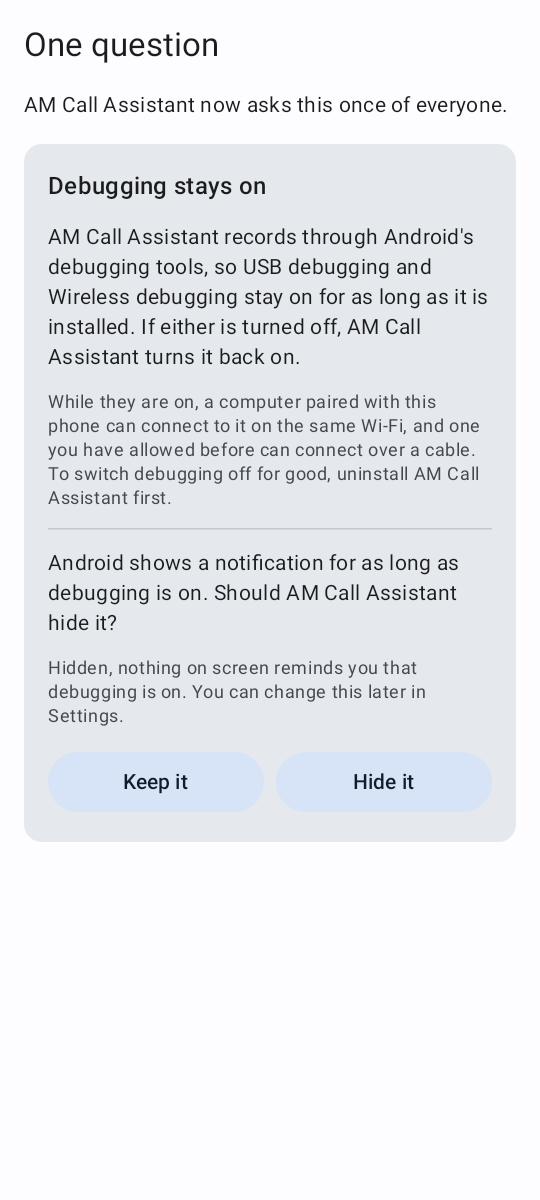 One question
AM Call Assistant now asks this once of everyone.
Debugging stays on
AM Call Assistant records through Android's
debugging tools, so USB debugging and
Wireless debugging stay on for as long as it is
installed. If either is turned off, AM Call
Assistant turns it back on.
While they are on, a computer paired with this
phone can connect to it on the same Wi-Fi, and one
you have allowed before can connect over a cable.
To switch debugging off for good, uninstall AM Call
Assistant first.
Android shows a notification for as long as
debugging is on. Should AM Call Assistant
hide it?
Hidden, nothing on screen reminds you that
debugging is on. You can change this later in
Settings.
Keep it
Hide it